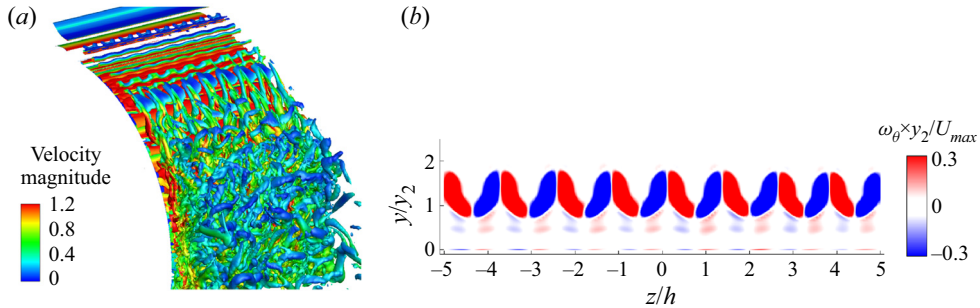 (a)
(b)
Velocity
magnitude
1.2
0.8
0.4
0
y/y2
2
1
0
–5 –4 –3 –2 –1 0 1 2 3 4 5
z/h
ωθ×y2/Umax
0.3
0
–0.3